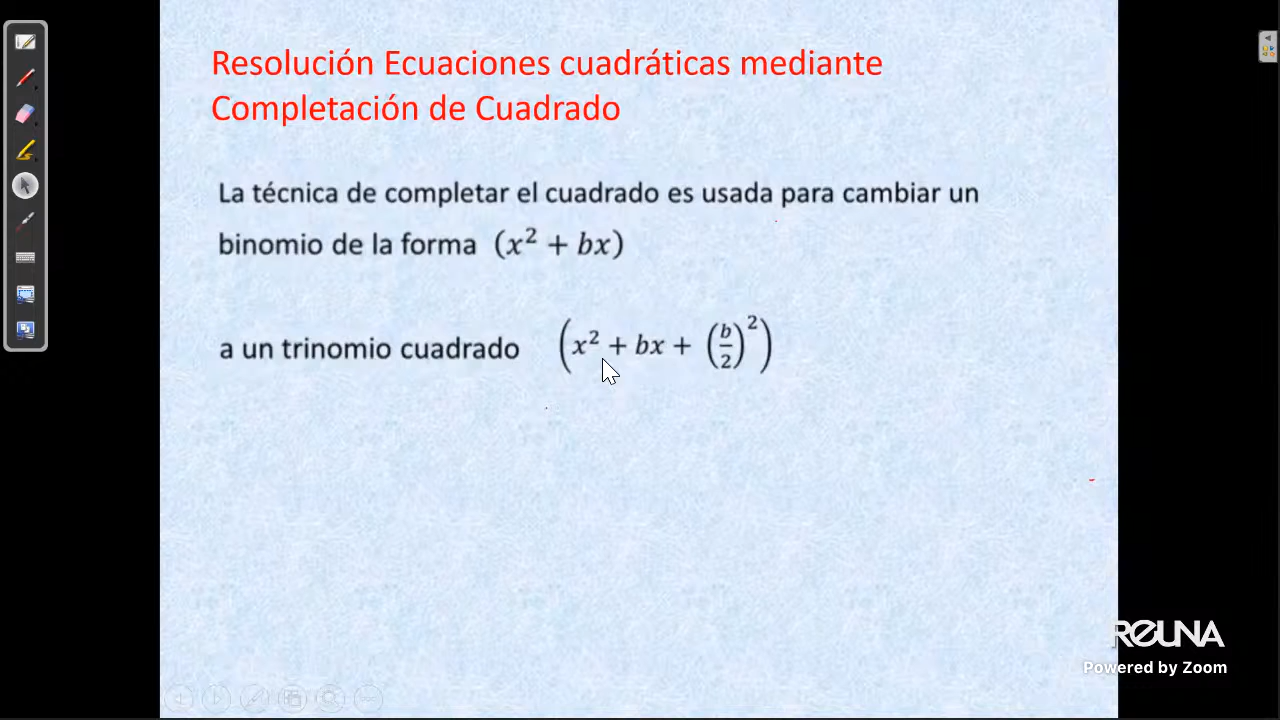 Resolución Ecuaciones cuadráticas mediante
Completación de Cuadrado
La técnica de completar el cuadrado es usada para cambiar un
binomio de la forma (x² + bx)
a un trinomio cuadrado (x² + bx + (b/2)²)
REUNA
Powered by Zoom